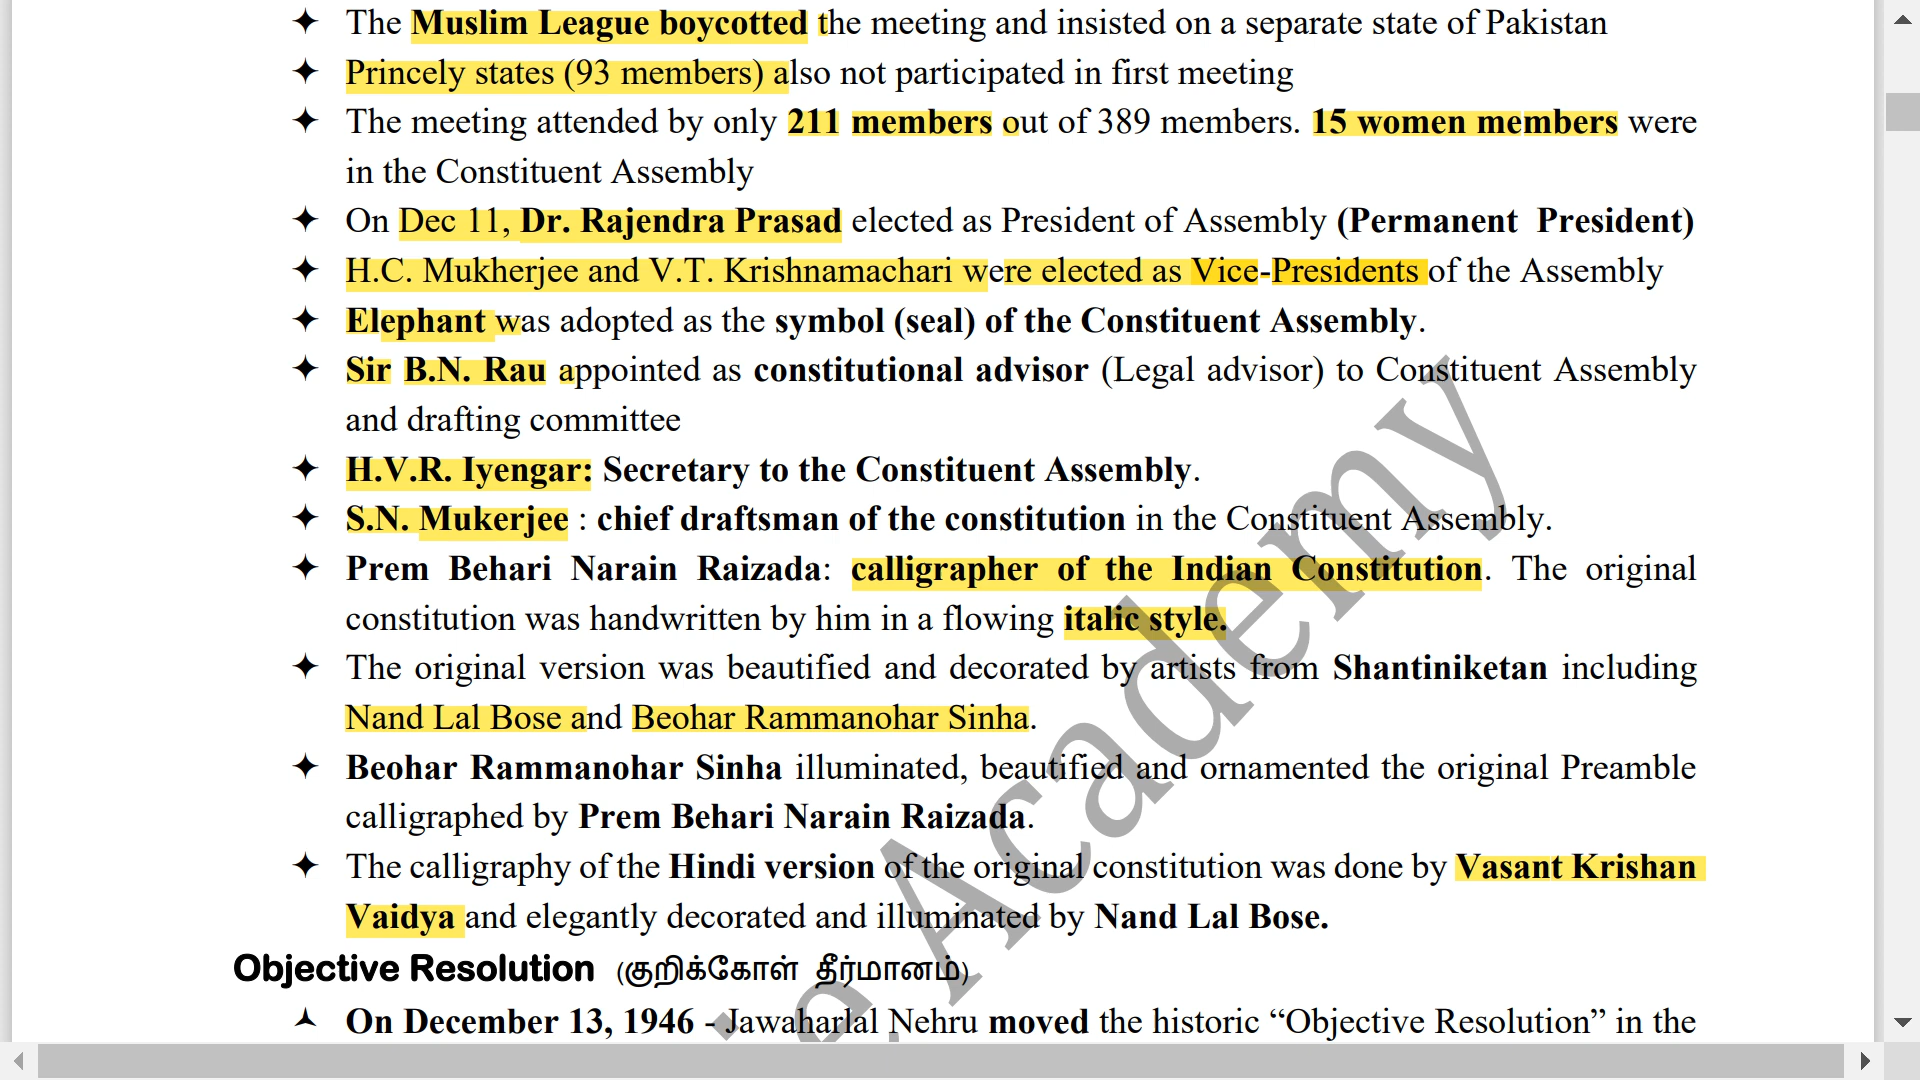 The Muslim League boycotted the meeting and insisted on a separate state of Pakistan
Princely states (93 members) also not participated in first meeting
The meeting attended by only 211 members out of 389 members. 15 women members were
in the Constituent Assembly
On Dec 11, Dr. Rajendra Prasad elected as President of Assembly (Permanent President)
H.C. Mukherjee and V.T. Krishnamachari were elected as Vice-Presidents of the Assembly
Elephant was adopted as the symbol (seal) of the Constituent Assembly.
Sir B.N. Rau appointed as constitutional advisor (Legal advisor) to Constituent Assembly
and drafting committee
H.V.R. Iyengar: Secretary to the Constituent Assembly.
S.N. Mukerjee : chief draftsman of the constitution in the Constituent Assembly.
Prem Behari Narain Raizada: calligrapher of the Indian Constitution. The original
constitution was handwritten by him in a flowing italic style.
The original version was beautified and decorated by artists from Shantiniketan including
Nand Lal Bose and Beohar Rammanohar Sinha.
Beohar Rammanohar Sinha illuminated, beautified and ornamented the original Preamble
calligraphed by Prem Behari Narain Raizada.
The calligraphy of the Hindi version of the original constitution was done by Vasant Krishan
Vaidya and elegantly decorated and illuminated by Nand Lal Bose.
Objective Resolution (குறிக்கோள் தீர்மானம்)
On December 13, 1946 - Jawaharlal Nehru moved the historic “Objective Resolution” in the
Academy